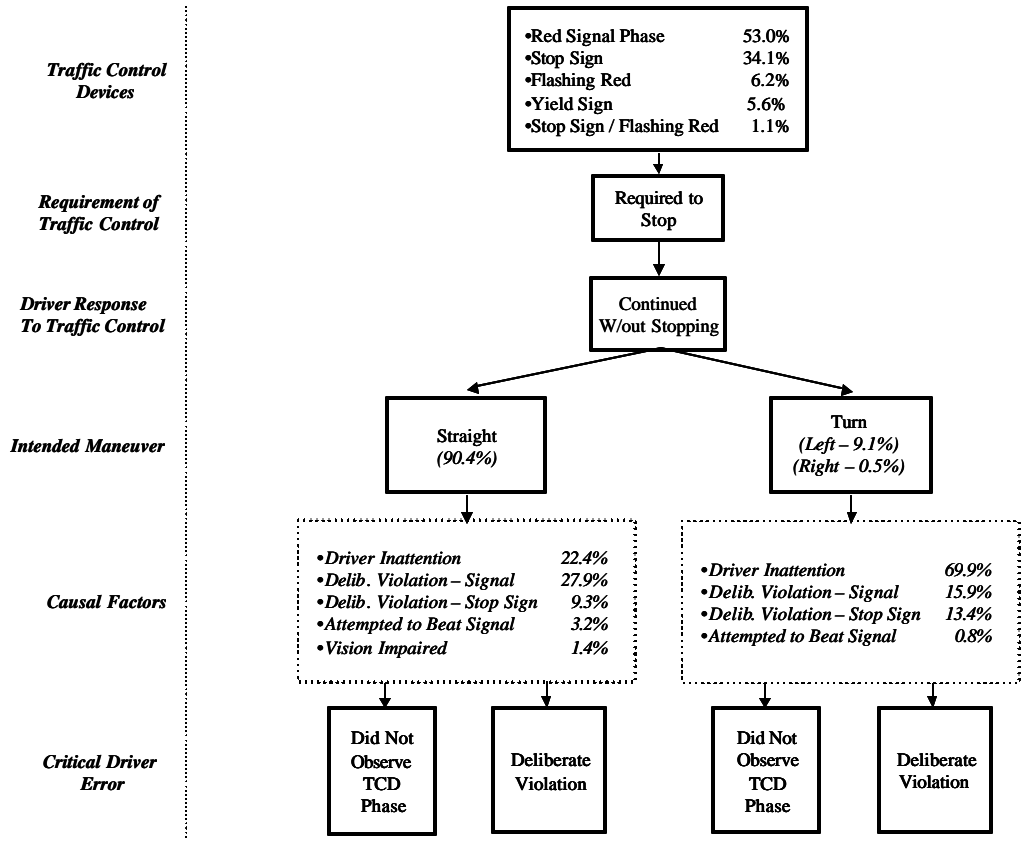 Traffic Control
Devices
•Red Signal Phase 53.0%
•Stop Sign 34.1%
•Flashing Red 6.2%
•Yield Sign 5.6%
•Stop Sign / Flashing Red 1.1%
Requirement of
Traffic Control
Required to
Stop
Driver Response
To Traffic Control
Continued
W/out Stopping
Intended Maneuver
Straight
(90.4%)
Turn
(Left – 9.1%)
(Right – 0.5%)
Causal Factors
•Driver Inattention 22.4%
•Delib. Violation – Signal 27.9%
•Delib. Violation – Stop Sign 9.3%
•Attempted to Beat Signal 3.2%
•Vision Impaired 1.4%
•Driver Inattention 69.9%
•Delib. Violation – Signal 15.9%
•Delib. Violation – Stop Sign 13.4%
•Attempted to Beat Signal 0.8%
Critical Driver
Error
Did Not
Observe
TCD
Phase
Deliberate
Violation
Did Not
Observe
TCD
Phase
Deliberate
Violation